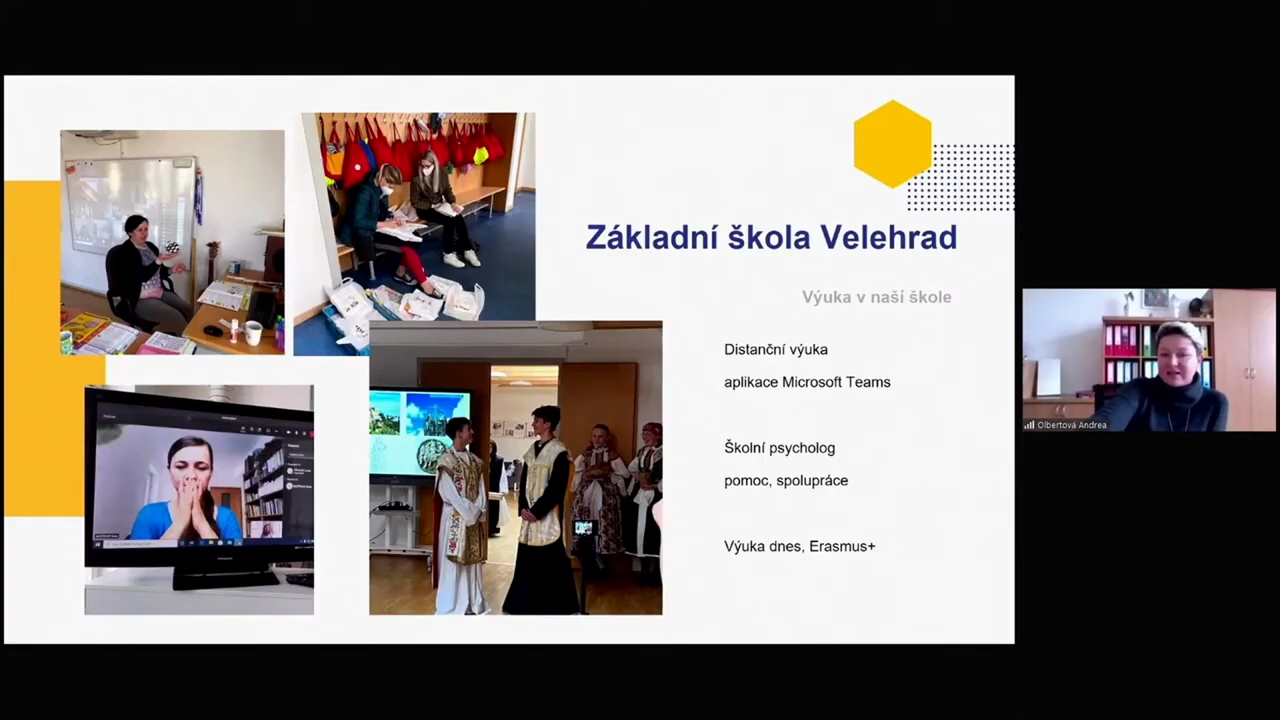 Základní škola Velehrad
Výuka v naší škole
Distanční výuka
aplikace Microsoft Teams
Školní psycholog
pomoc, spolupráce
Výuka dnes, Erasmus+
Olbertová Andrea